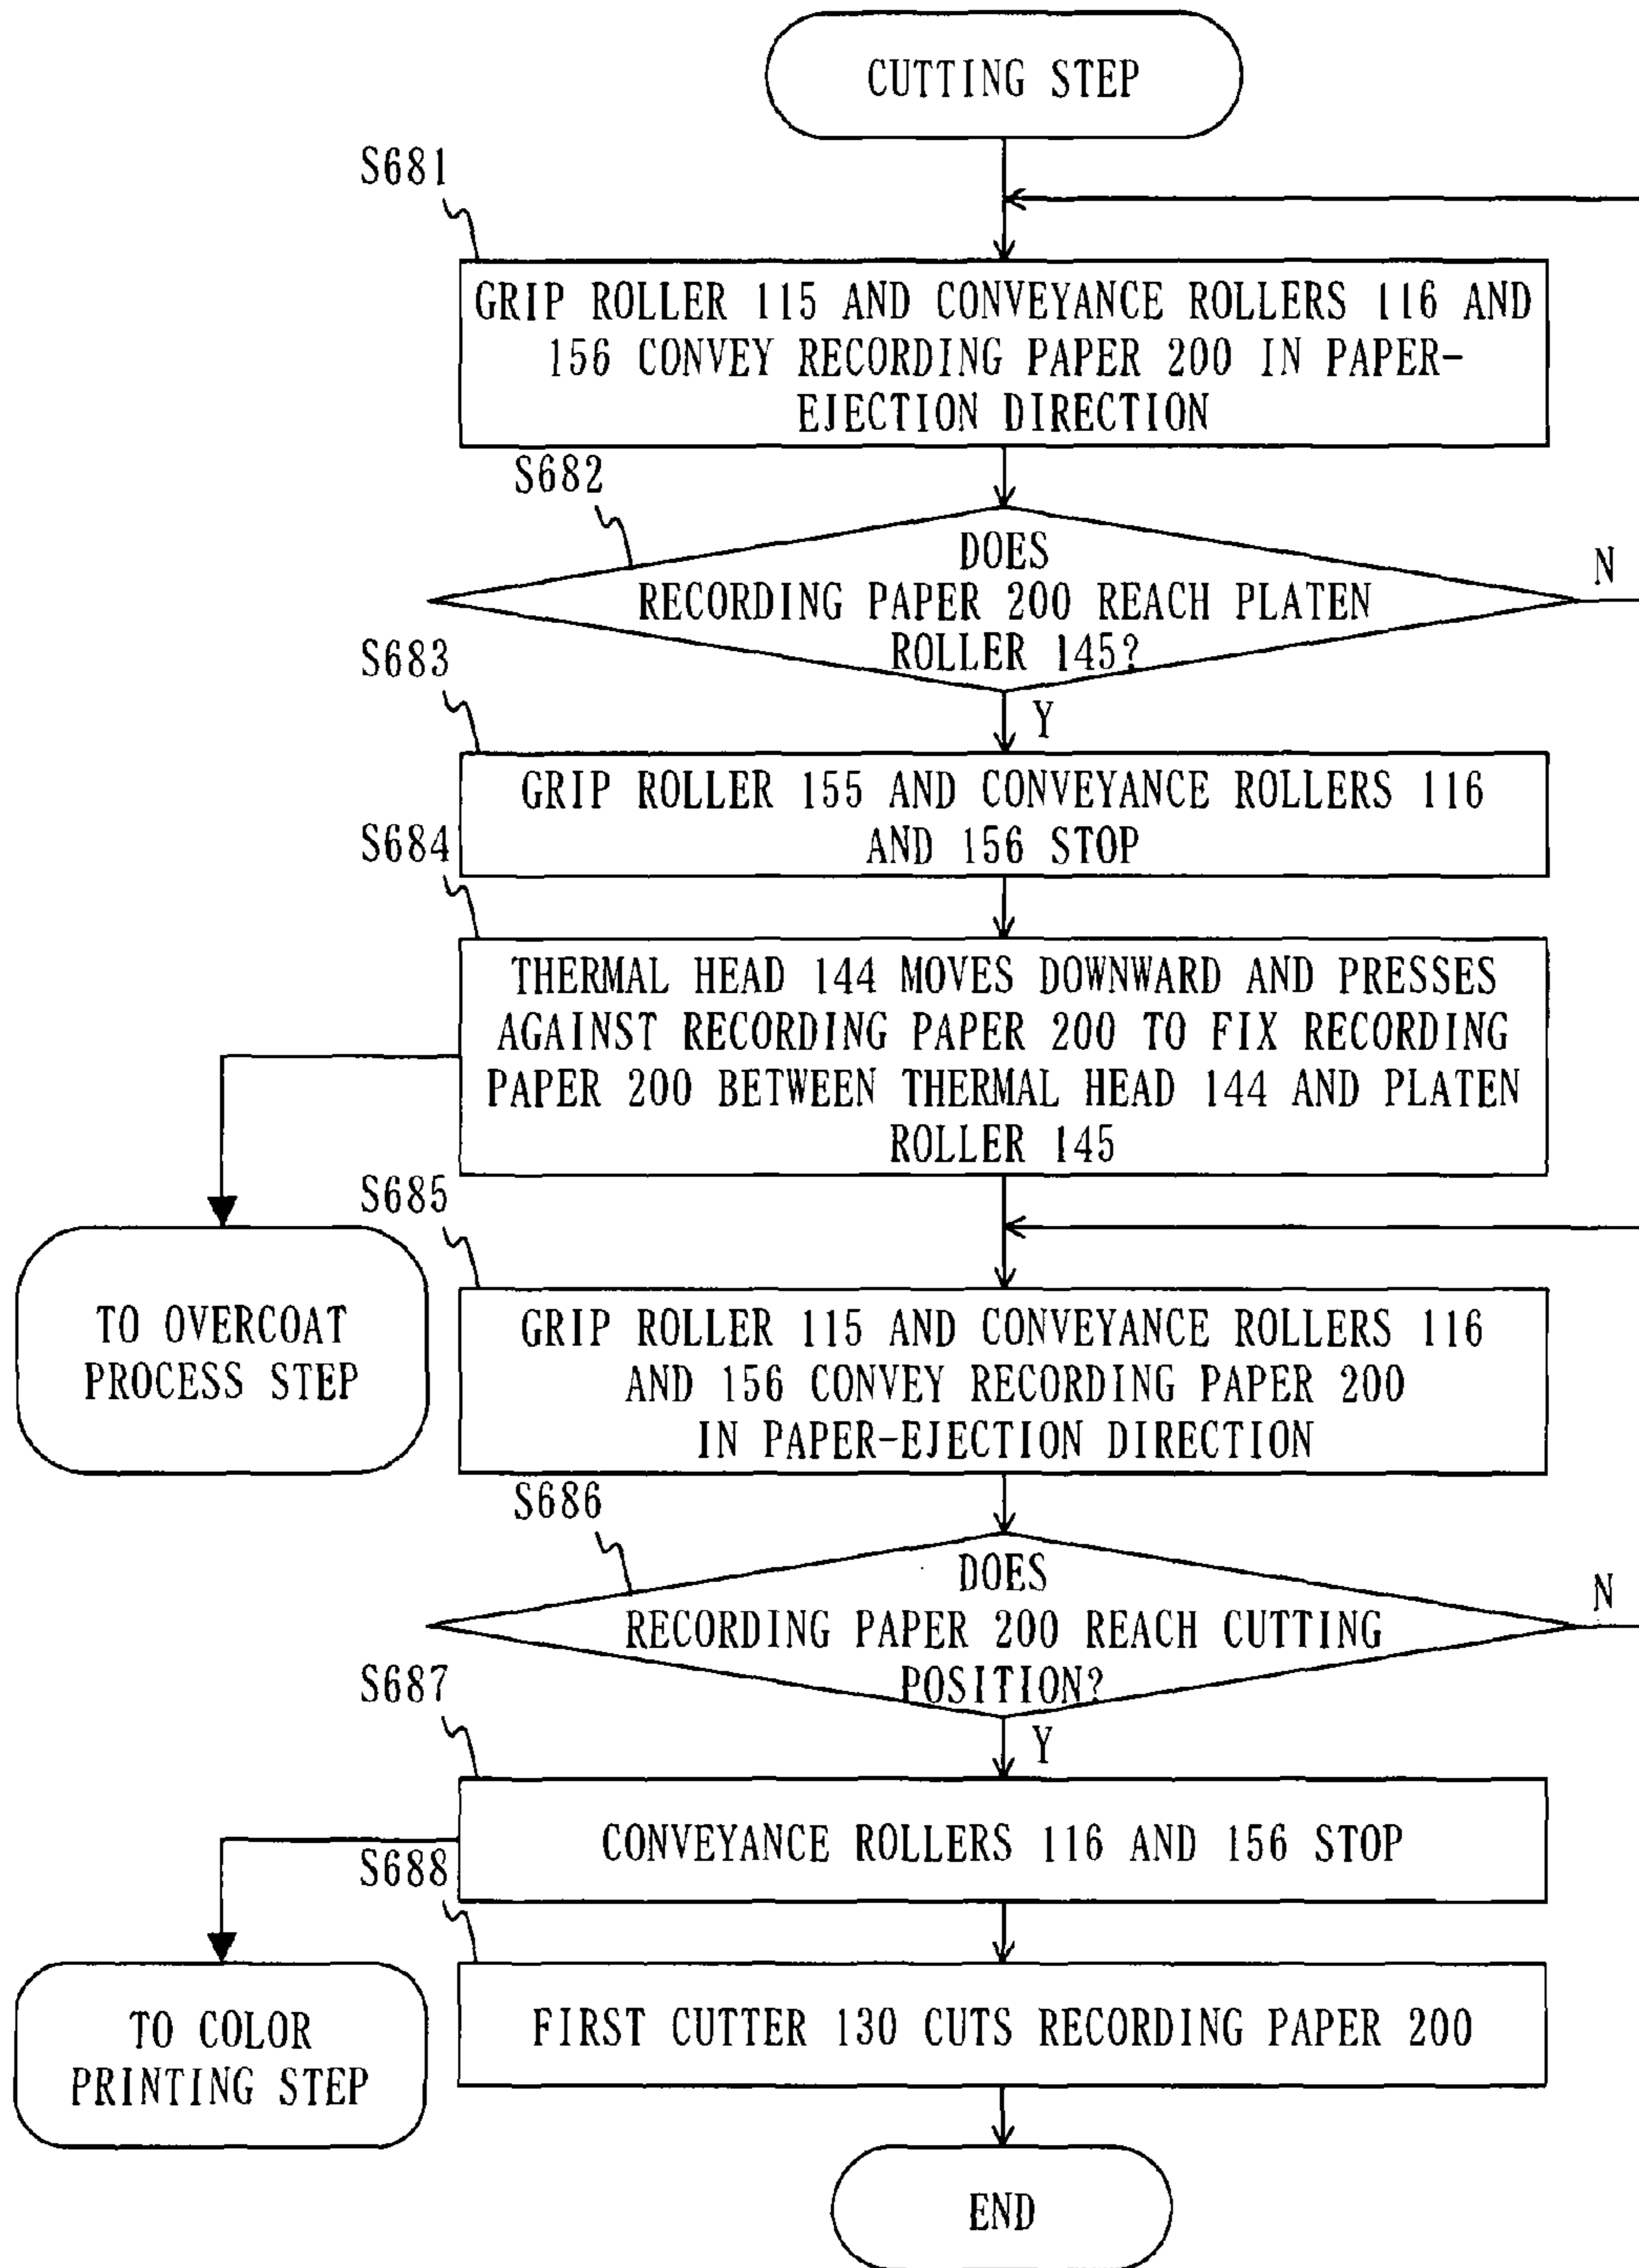 CUTTING STEP
S681
GRIP ROLLER 115 AND CONVEYANCE ROLLERS 116 AND
156 CONVEY RECORDING PAPER 200 IN PAPER-
EJECTION DIRECTION
S682
DOES
RECORDING PAPER 200 REACH PLATEN
ROLLER 145?
N
Y
S683
GRIP ROLLER 155 AND CONVEYANCE ROLLERS 116
AND 156 STOP
S684
THERMAL HEAD 144 MOVES DOWNWARD AND PRESSES
AGAINST RECORDING PAPER 200 TO FIX RECORDING
PAPER 200 BETWEEN THERMAL HEAD 144 AND PLATEN
ROLLER 145
TO OVERCOAT
PROCESS STEP
S685
GRIP ROLLER 115 AND CONVEYANCE ROLLERS 116
AND 156 CONVEY RECORDING PAPER 200
IN PAPER-EJECTION DIRECTION
S686
DOES
RECORDING PAPER 200 REACH CUTTING
POSITION?
N
Y
S687
CONVEYANCE ROLLERS 116 AND 156 STOP
TO COLOR
PRINTING STEP
S688
FIRST CUTTER 130 CUTS RECORDING PAPER 200
END